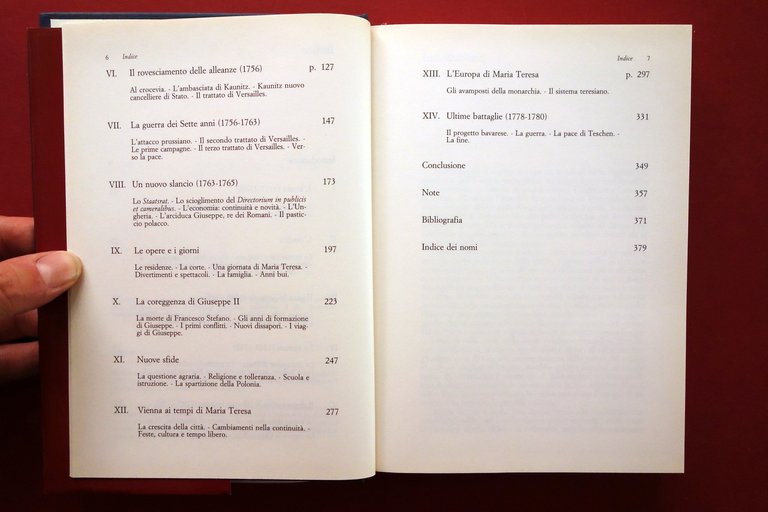 6 Indice
VI. Il rovesciamento delle alleanze (1756) p. 127
Al crocevia. - L'ambasciata di Kaunitz. - Kaunitz nuovo
cancelliere di Stato. - Il trattato di Versailles.
VII. La guerra dei Sette anni (1756-1763) 147
L'attacco prussiano. - Il secondo trattato di Versailles. -
Le prime campagne. - Il terzo trattato di Versailles. - Ver-
so la pace.
VIII. Un nuovo slancio (1763-1765) 173
Lo Staatsrat. - Lo scioglimento del Directorium in publicis
et cameralibus. - L'economia: continuità e novità. - L'Un-
gheria. - L'arciduca Giuseppe, re dei Romani. - Il pastic-
cio polacco.
IX. Le opere e i giorni 197
Le residenze. - La corte. - Una giornata di Maria Teresa. -
Divertimenti e spettacoli. - La famiglia. - Anni bui.
X. La coreggenza di Giuseppe II 223
La morte di Francesco Stefano. - Gli anni di formazione
di Giuseppe. - I primi conflitti. - Nuovi dissapori. - I viag-
gi di Giuseppe.
XI. Nuove sfide 247
La questione agraria. - Religione e tolleranza. - Scuola e
istruzione. - La spartizione della Polonia.
XII. Vienna ai tempi di Maria Teresa 277
La crescita della città. - Cambiamenti nella continuità. -
Feste, cultura e tempo libero.
Indice 7
XIII. L'Europa di Maria Teresa p. 297
Gli avamposti della monarchia. - Il sistema teresiano.
XIV. Ultime battaglie (1778-1780) 331
Il progetto bavarese. - La guerra. - La pace di Teschen. -
La fine.
Conclusione 349
Note 357
Bibliografia 371
Indice dei nomi 379